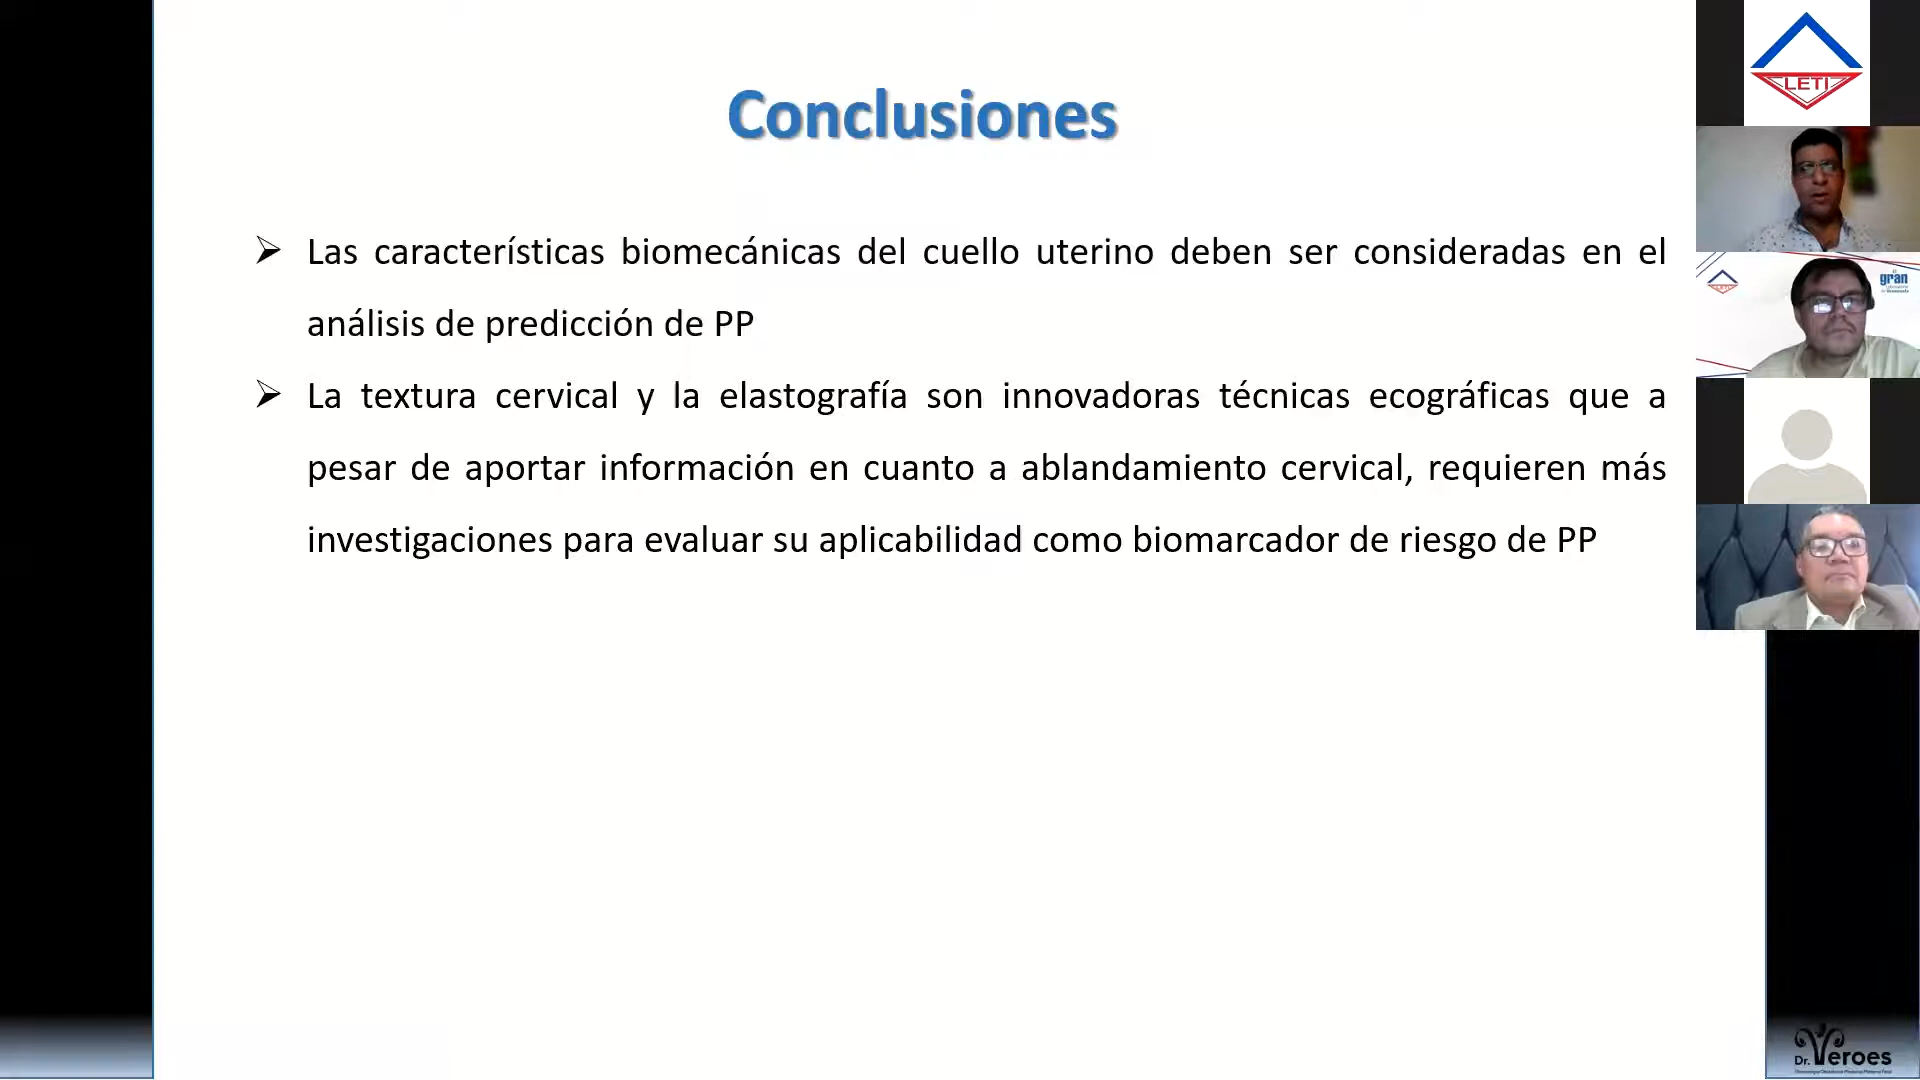 Conclusiones
➢ Las características biomecánicas del cuello uterino deben ser consideradas en el
análisis de predicción de PP
➢ La textura cervical y la elastografía son innovadoras técnicas ecográficas que a
pesar de aportar información en cuanto a ablandamiento cervical, requieren más
investigaciones para evaluar su aplicabilidad como biomarcador de riesgo de PP
LETI
gran
Dr. Veroes